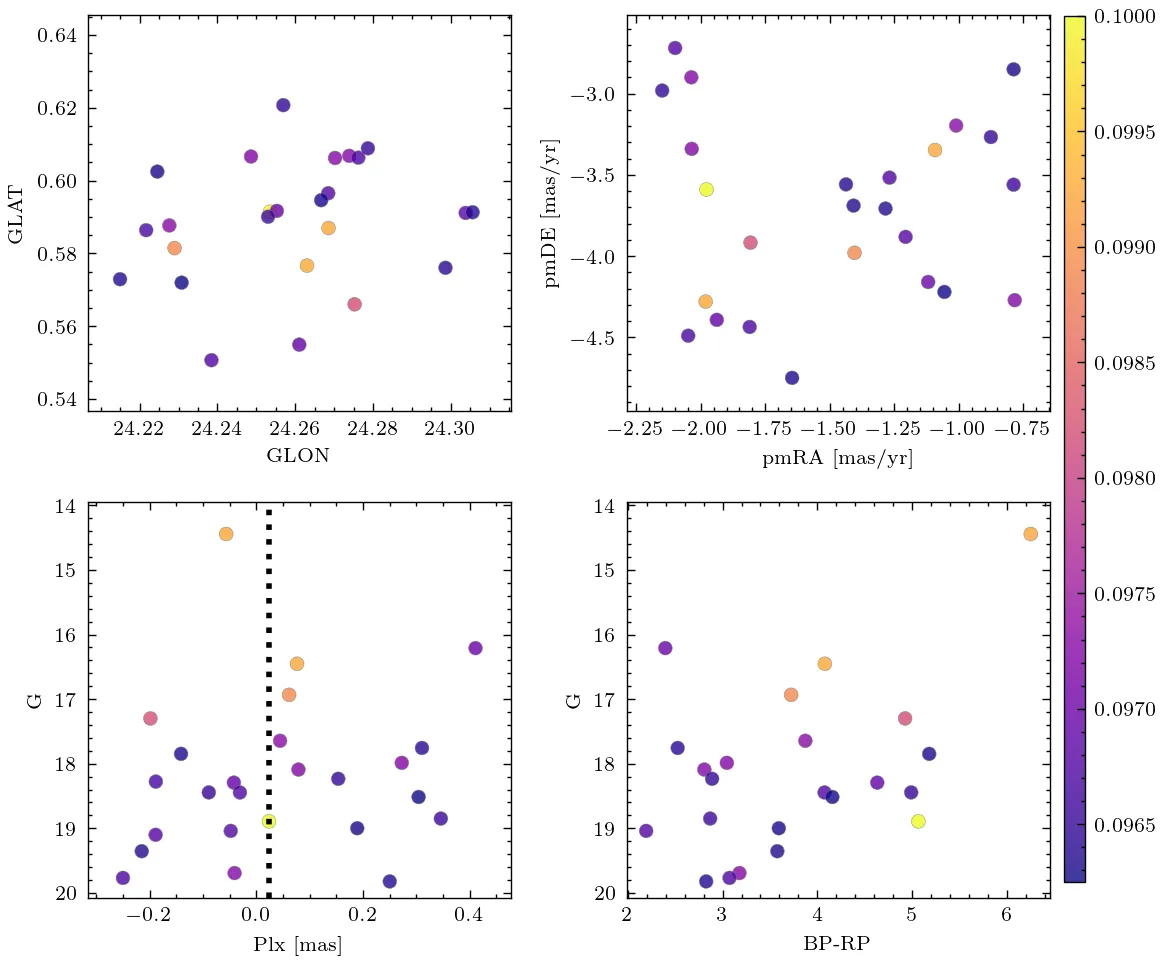 0.64
0.62
0.60
0.58
0.56
0.54
GLAT
24.22 24.24 24.26 24.28 24.30
GLON
−3.0
−3.5
−4.0
−4.5
pmDE [mas/yr]
−2.25 −2.00 −1.75 −1.50 −1.25 −1.00 −0.75
pmRA [mas/yr]
14
15
16
17
18
19
20
G
−0.2 0.0 0.2 0.4
Plx [mas]
14
15
16
17
18
19
20
G
2 3 4 5 6
BP-RP
0.1000
0.0995
0.0990
0.0985
0.0980
0.0975
0.0970
0.0965